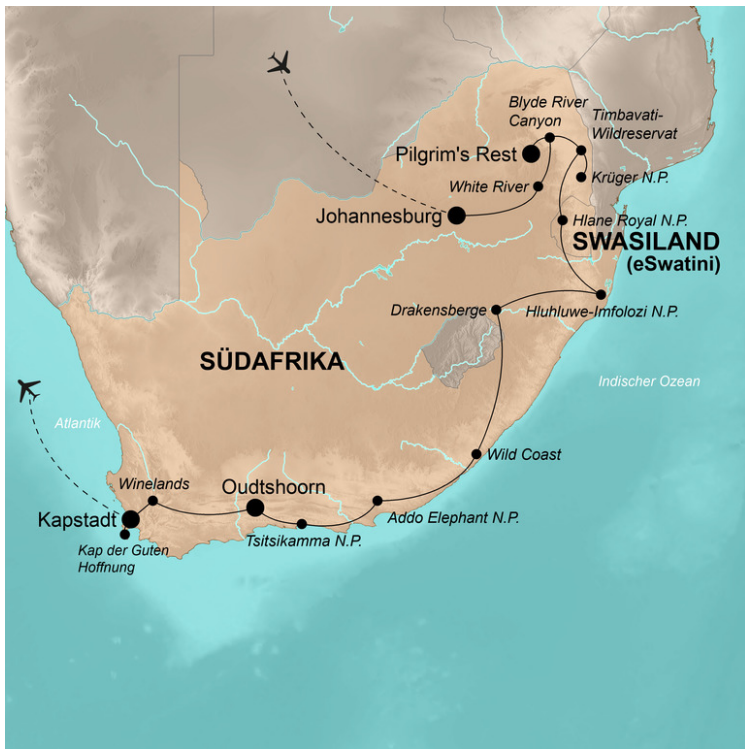 Blyde River
Canyon
Timbavati-
Wildreservat
Pilgrim's Rest
Krüger N.P.
White River
Johannesburg
Hlane Royal N.P.
SWASILAND
(eSwatini)
Drakensberge
Hluhluwe-Imfolozi N.P.
SÜDAFRIKA
Indischer Ozean
Atlantik
Wild Coast
Winelands
Oudtshoorn
Kapstadt
Addo Elephant N.P.
Tsitsikamma N.P.
Kap der Guten
Hoffnung